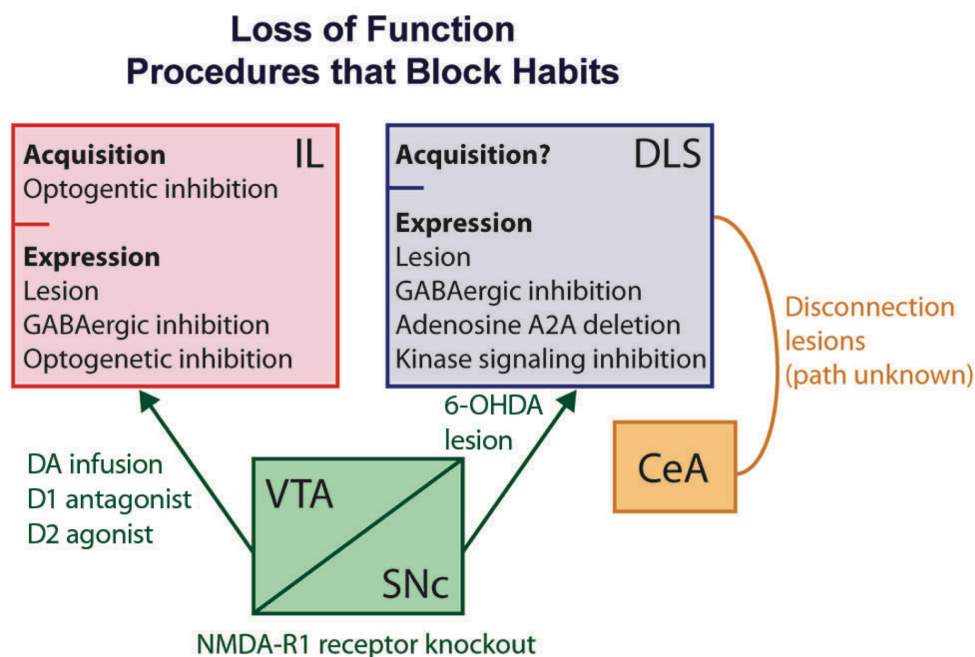 Loss of Function
Procedures that Block Habits
IL
Acquisition
Optogentic inhibition
Expression
Lesion
GABAergic inhibition
Optogenetic inhibition
DLS
Acquisition?
Expression
Lesion
GABAergic inhibition
Adenosine A2A deletion
Kinase signaling inhibition
Disconnection
lesions
(path unknown)
CeA
6-OHDA
lesion
DA infusion
D1 antagonist
D2 agonist
VTA
SNc
NMDA-R1 receptor knockout